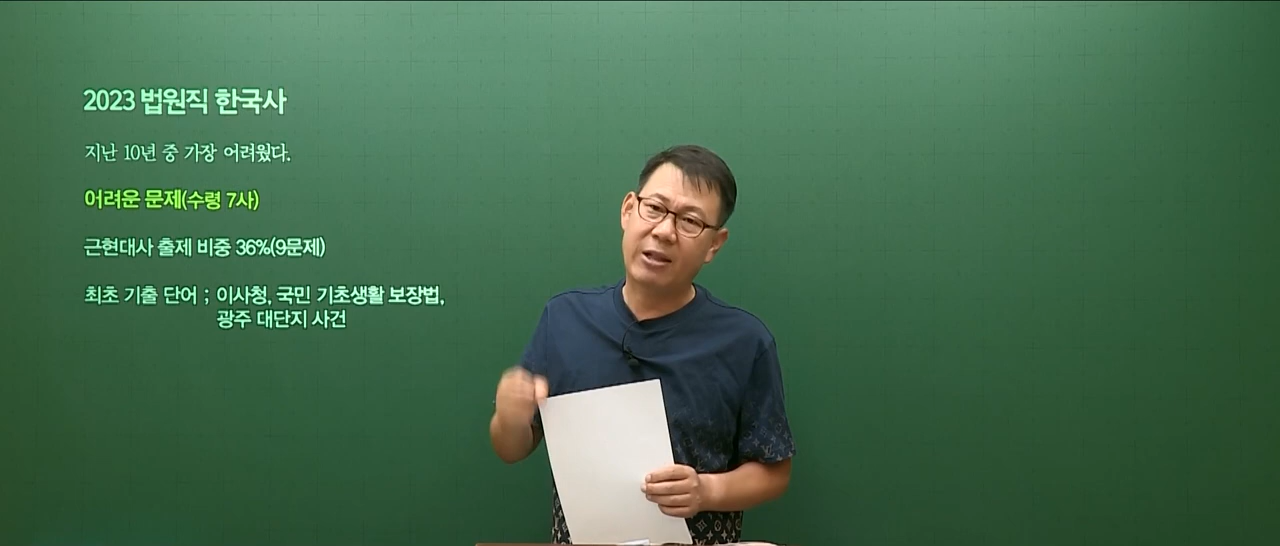 2023 법원직 한국사
지난 10년 중 가장 어려웠다.
어려운 문제(수령 7사)
근현대사 출제 비중 36%(9문제)
최초 기출 단어 ; 이사청, 국민 기초생활 보장법,
광주 대단지 사건